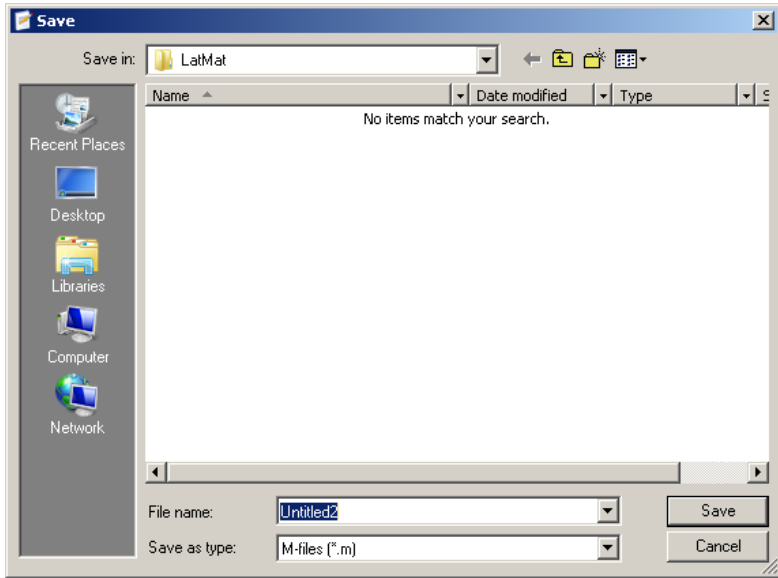 Save
Save in: LatMat
Name Date modified Type S
No items match your search.
Recent Places
Desktop
Libraries
Computer
Network
File name: Untitled2 Save
Save as type: M-files (*.m) Cancel